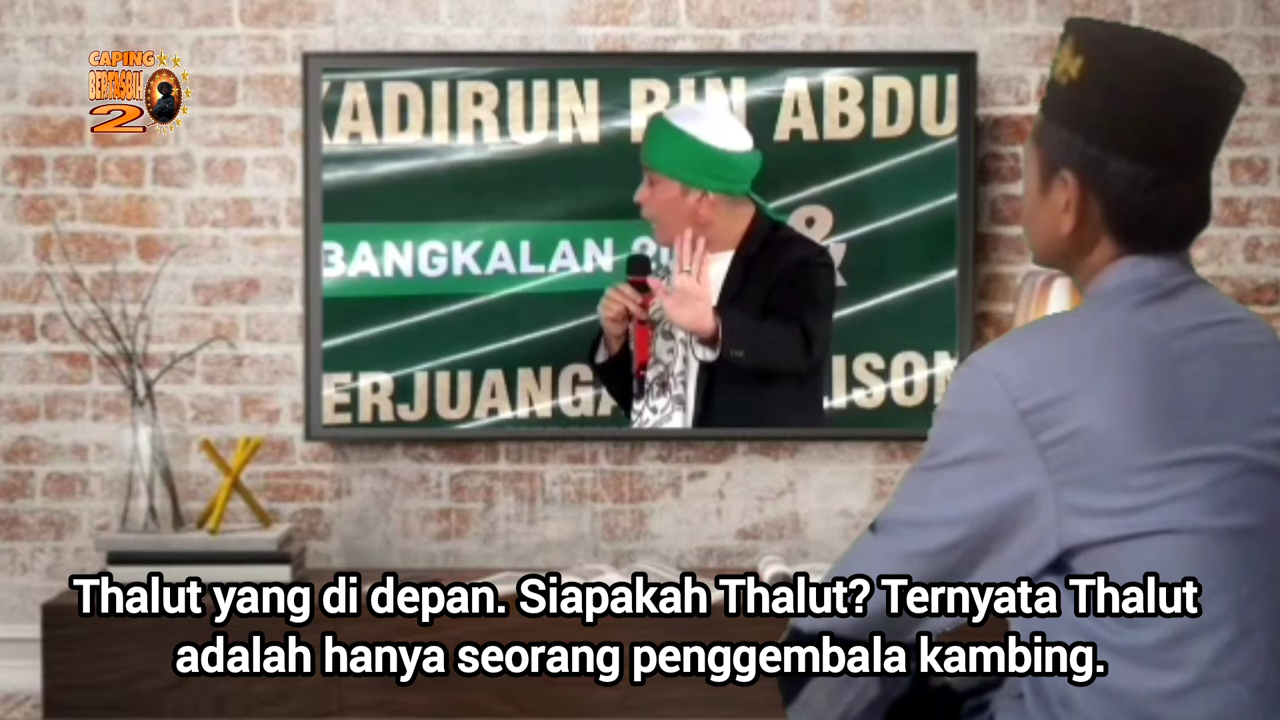 CAPING
BERTASBIH
2
KADIRUN BIN ABDU
BANGKALAN &
&
ERJUANGA
ISON
Thalut yang di depan. Siapakah Thalut? Ternyata Thalut
adalah hanya seorang penggembala kambing.